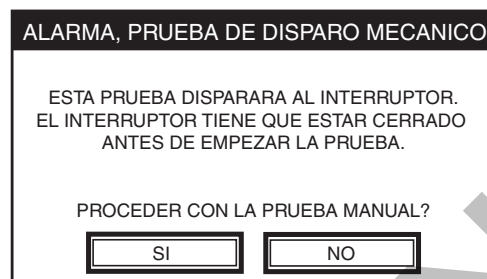 ALARMA, PRUEBA DE DISPARO MECANICO
ESTA PRUEBA DISPARARA AL INTERRUPTOR.
EL INTERRUPTOR TIENE QUE ESTAR CERRADO
ANTES DE EMPEZAR LA PRUEBA.
PROCEDER CON LA PRUEBA MANUAL?
SI
NO